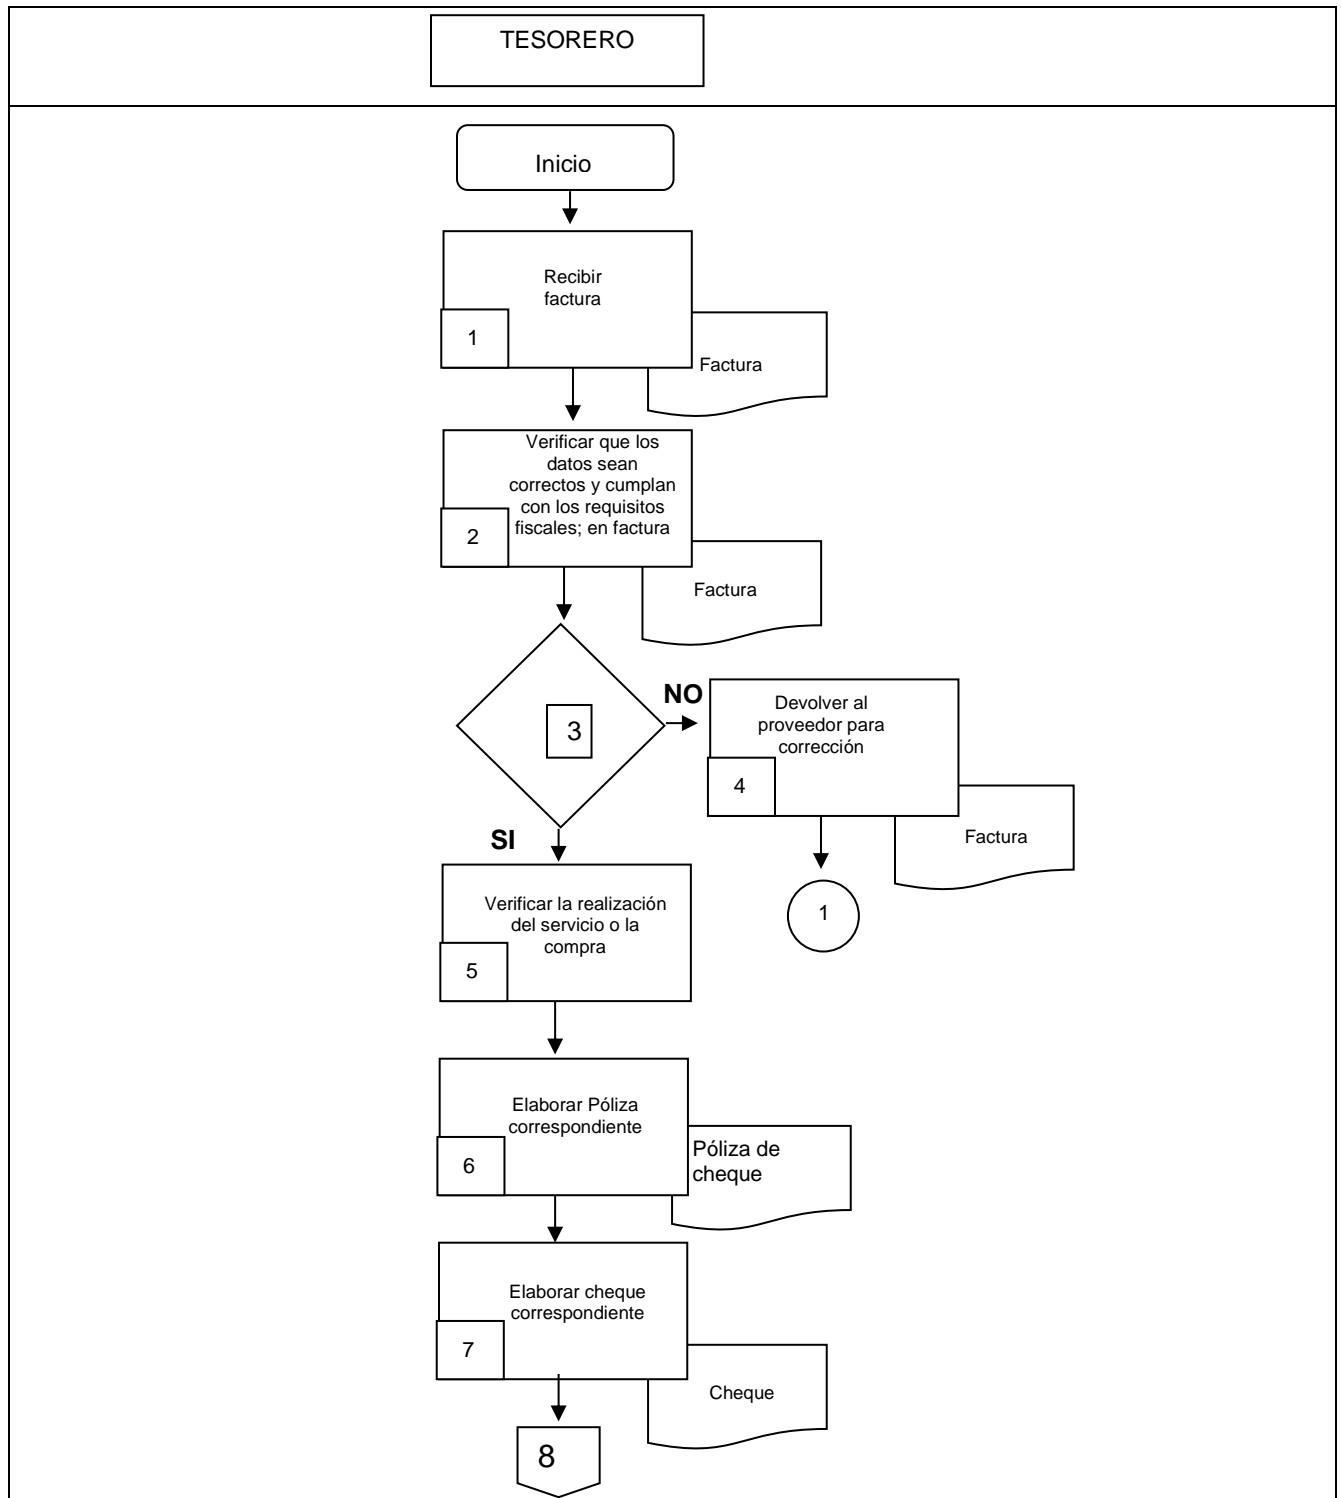 TESORERO
Inicio
Recibir
factura
1
Factura
Verificar que los
datos sean
correctos y cumplan
con los requisitos
fiscales; en factura
2
Factura
3
NO
Devolver al
proveedor para
corrección
4
Factura
1
SI
Verificar la realización
del servicio o la
compra
5
Elaborar Póliza
correspondiente
6
Póliza de
cheque
Elaborar cheque
correspondiente
7
Cheque
8